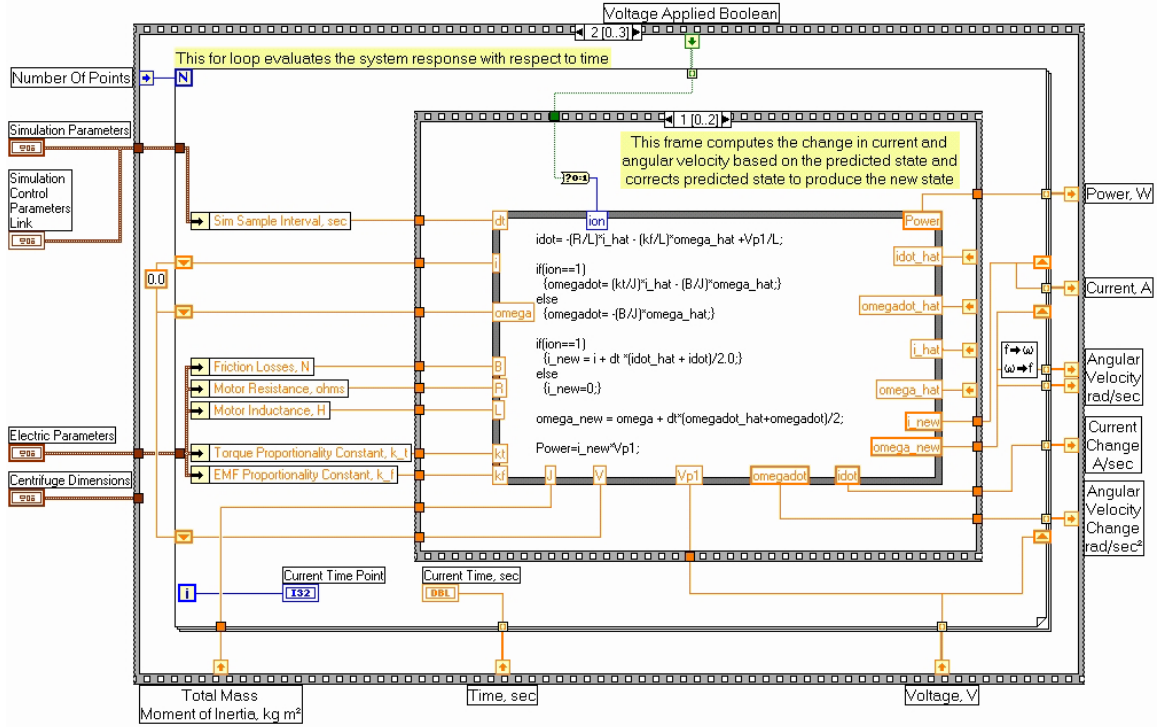 Voltage Applied Boolean
2 [0..3]
This for loop evaluates the system response with respect to time
Number Of Points
N
1 [0..2]
Simulation Parameters
This frame computes the change in current and
angular velocity based on the predicted state and
corrects predicted state to produce the new state
Simulation
Control
Parameters
Link
?0:1
Power, W
Sim Sample Interval, sec
dt
ion
Power
idot= -(R/L)*i_hat - (kf/L)*omega_hat +Vp1/L;
idot_hat
i
0.0
if(ion==1)
{omegadot= (kt/J)*i_hat - (B/J)*omega_hat;}
else
{omegadot= -(B/J)*omega_hat;}
Current, A
omegadot_hat
omega
if(ion==1)
{i_new = i + dt *(idot_hat + idot)/2.0;}
else
{i_new=0;}
i_hat
f→ω
ω→f
Angular
Velocity
rad/sec
Friction Losses, N
B
Motor Resistance, ohms
R
omega_hat
Motor Inductance, H
L
omega_new = omega + dt*(omegadot_hat+omegadot)/2;
i_new
Electric Parameters
Torque Proportionality Constant, k_t
kt
Power=i_new*Vp1;
omega_new
Current
Change
A/sec
Centrifuge Dimensions
EMF Proportionality Constant, k_f
kf
J
V
Vp1
omegadot
idot
Angular
Velocity
Change
rad/sec²
Current Time Point
Current Time, sec
i
I32
DBL
Total Mass
Moment of Inertia, kg m²
Time, sec
Voltage, V